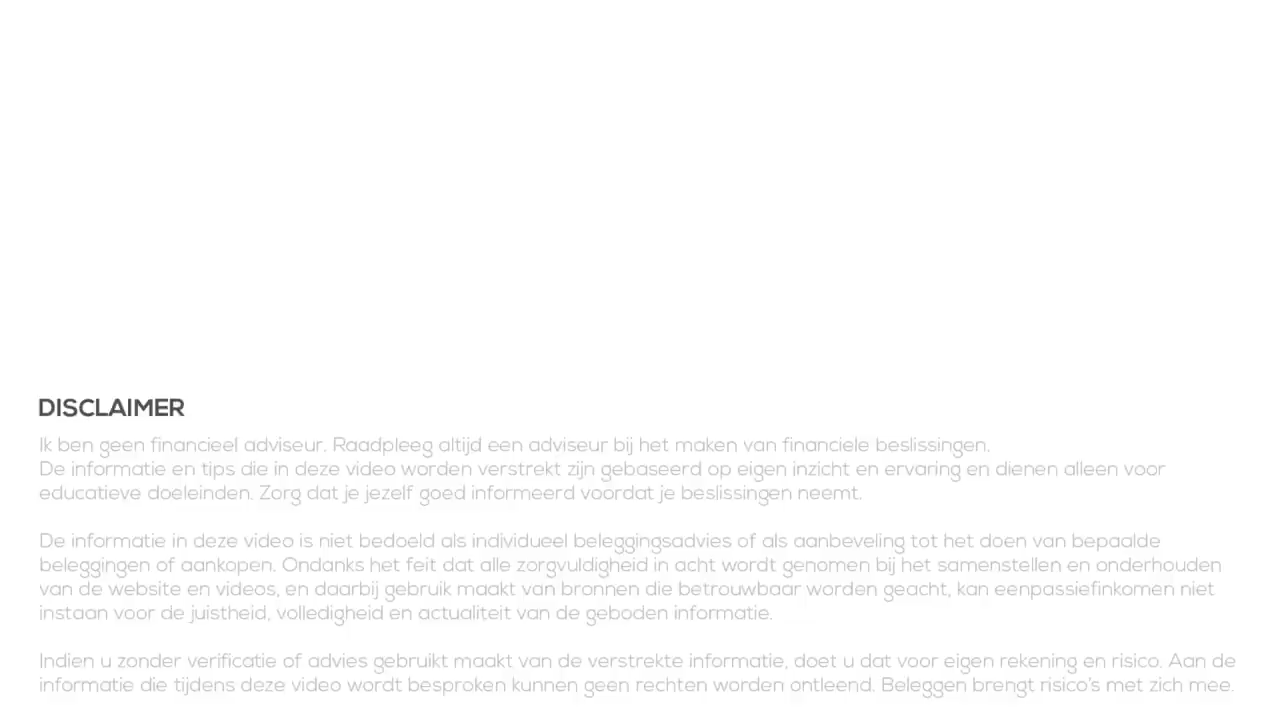 DISCLAIMER
Ik ben geen financieel adviseur. Raadpleeg altijd een adviseur bij het maken van financiele beslissingen.
De informatie en tips die in deze video worden verstrekt zijn gebaseerd op eigen inzicht en ervaring en dienen alleen voor
educatieve doeleinden. Zorg dat je jezelf goed informeerd voordat je beslissingen neemt.
De informatie in deze video is niet bedoeld als individueel beleggingsadvies of als aanbeveling tot het doen van bepaalde
beleggingen of aankopen. Ondanks het feit dat alle zorgvuldigheid in acht wordt genomen bij het samenstellen en onderhouden
van de website en videos, en daarbij gebruik maakt van bronnen die betrouwbaar worden geacht, kan eenpassiefinkomen niet
instaan voor de juistheid, volledigheid en actualiteit van de geboden informatie.
Indien u zonder verificatie of advies gebruikt maakt van de verstrekte informatie, doet u dat voor eigen rekening en risico. Aan de
informatie die tijdens deze video wordt besproken kunnen geen rechten worden ontleend. Beleggen brengt risico's met zich mee.